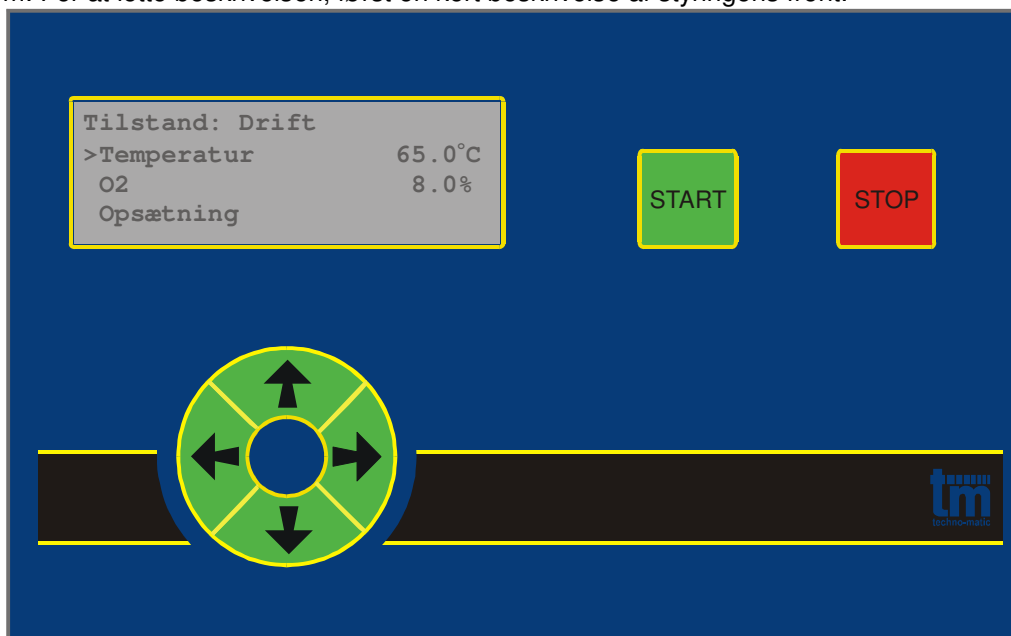 Tilstand: Drift
>Temperatur 65.0°C
O2 8.0%
Opsætning
START
STOP
tm
techno-matic